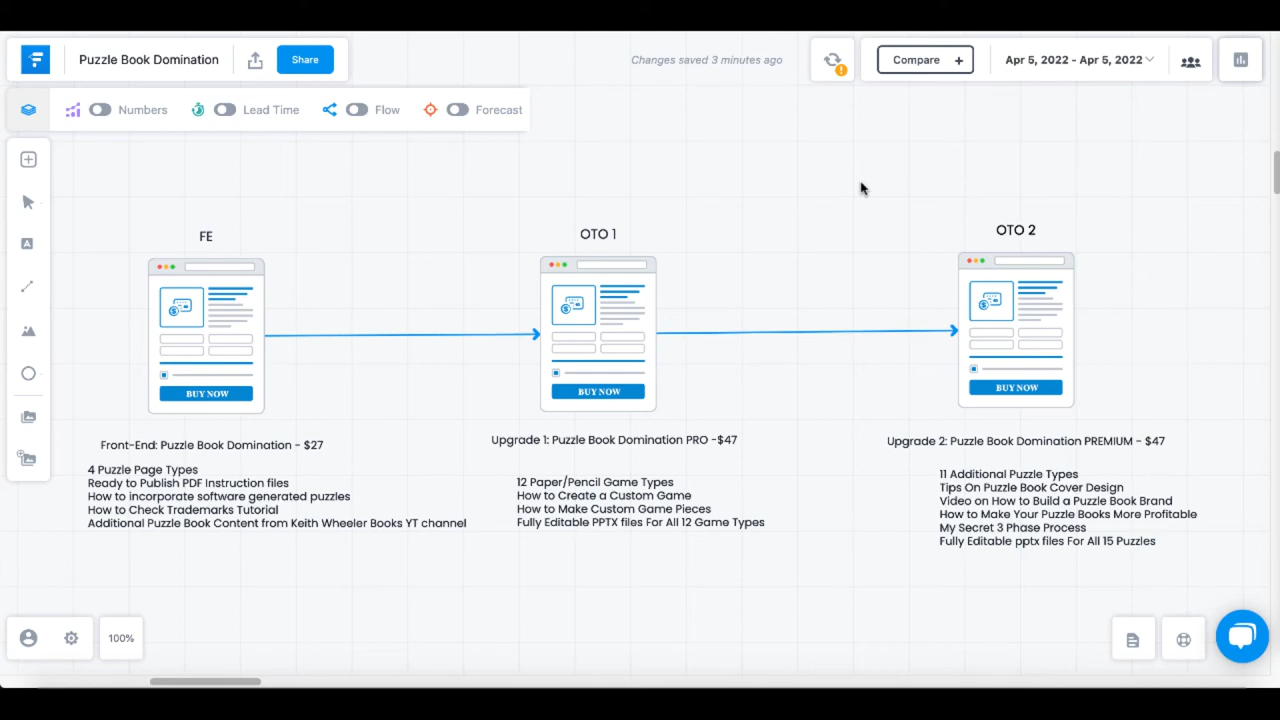 Puzzle Book Domination
Share
Changes saved 3 minutes ago
Compare +
Apr 5, 2022 - Apr 5, 2022
Numbers
Lead Time
Flow
Forecast
FE
OTO 1
OTO 2
BUY NOW
BUY NOW
BUY NOW
Front-End: Puzzle Book Domination - $27
4 Puzzle Page Types
Ready to Publish PDF Instruction files
How to incorporate software generated puzzles
How to Check Trademarks Tutorial
Additional Puzzle Book Content from Keith Wheeler Books YT channel
Upgrade 1: Puzzle Book Domination PRO -$47
12 Paper/Pencil Game Types
How to Create a Custom Game
How to Make Custom Game Pieces
Fully Editable PPTX files For All 12 Game Types
Upgrade 2: Puzzle Book Domination PREMIUM - $47
11 Additional Puzzle Types
Tips On Puzzle Book Cover Design
Video on How to Build a Puzzle Book Brand
How to Make Your Puzzle Books More Profitable
My Secret 3 Phase Process
Fully Editable pptx files For All 15 Puzzles
100%